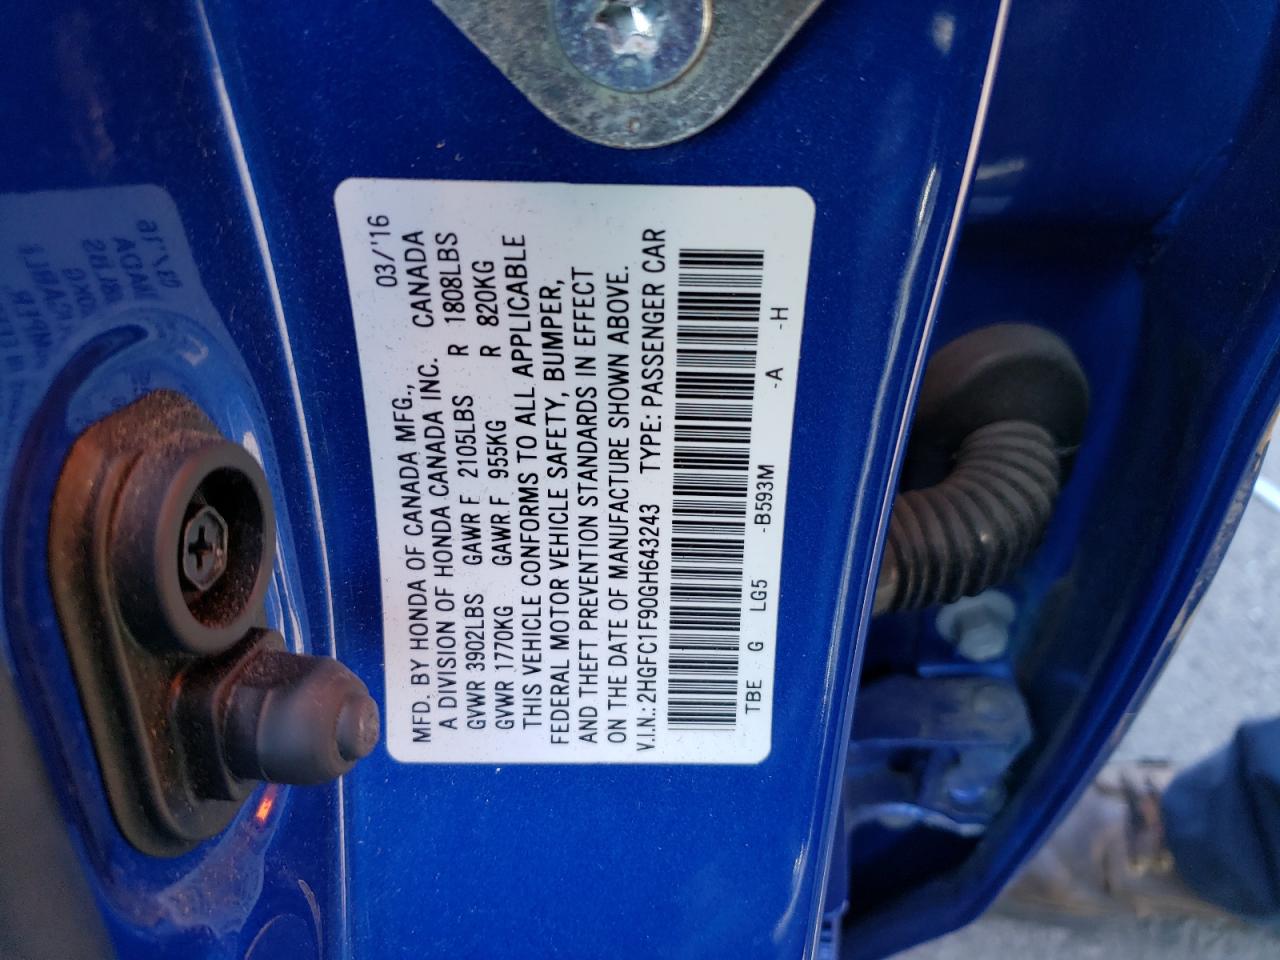 03/'16
MFD. BY HONDA OF CANADA MFG., CANADA
A DIVISION OF HONDA CANADA INC.
GVWR 3902LBS GAWR F 2105LBS R 1808LBS
GVWR 1770KG GAWR F 955KG R 820KG
THIS VEHICLE CONFORMS TO ALL APPLICABLE
FEDERAL MOTOR VEHICLE SAFETY, BUMPER,
AND THEFT PREVENTION STANDARDS IN EFFECT
ON THE DATE OF MANUFACTURE SHOWN ABOVE.
V.I.N.: 2HGFC1F90GH643243 TYPE: PASSENGER CAR
TBE G LG5 -B593M -A -H